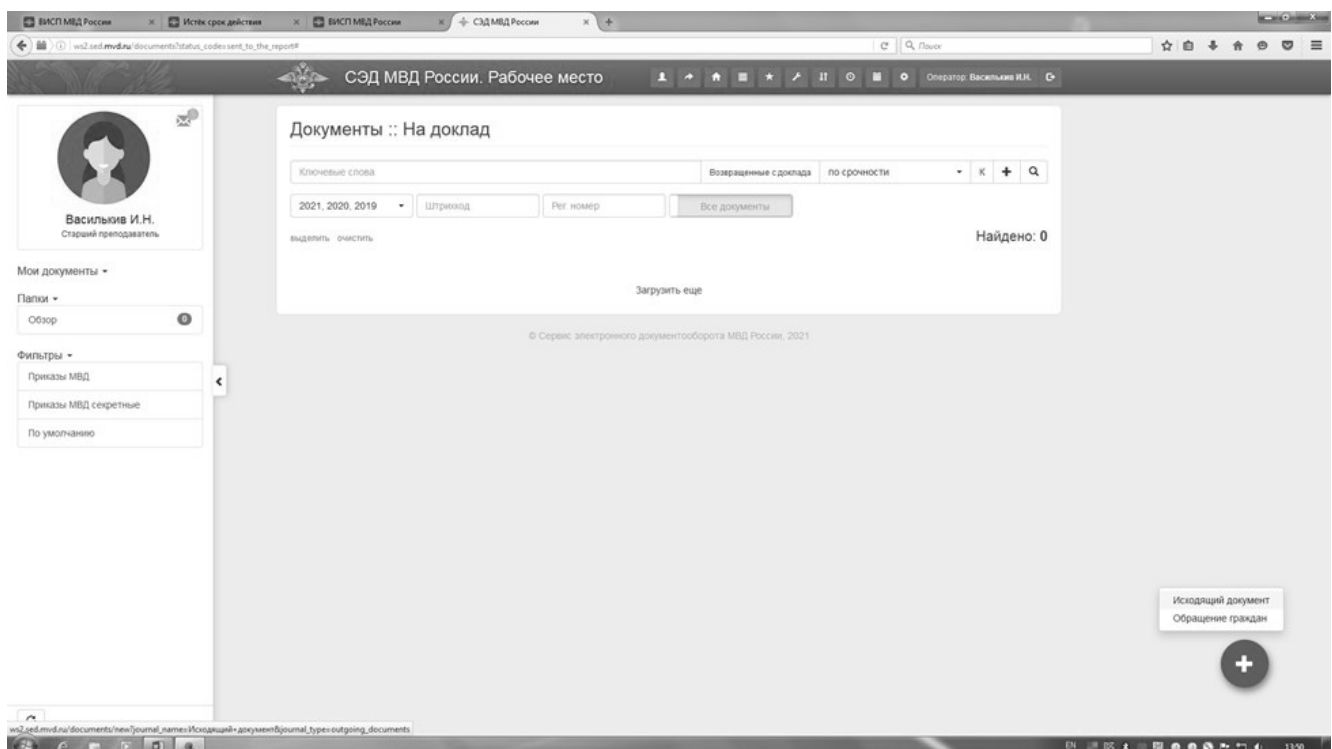 ВИСП МВД России
Истёк срок действия
ВИСП МВД России
СЭД МВД России
ws2.sed.mvd.ru/documents?status_code=sent_to_the_report#
Поиск
СЭД МВД России. Рабочее место
Оператор: Василькив И.Н.
Василькив И.Н.
Старший преподаватель
Мои документы
Папки
Обзор 0
Фильтры
Приказы МВД
Приказы МВД секретные
По умолчанию
Документы :: На доклад
Ключевые слова
Возвращенные с доклада
по срочности
К
2021, 2020, 2019
Штрихкод
Рег. номер
Все документы
выделить очистить
Найдено: 0
Загрузить еще
© Сервис электронного документооборота МВД России, 2021
Исходящий документ
Обращение граждан
ws2.sed.mvd.ru/documents/new?journal_name=Исходящий+документ&journal_type=outgoing_documents
EN
13:50